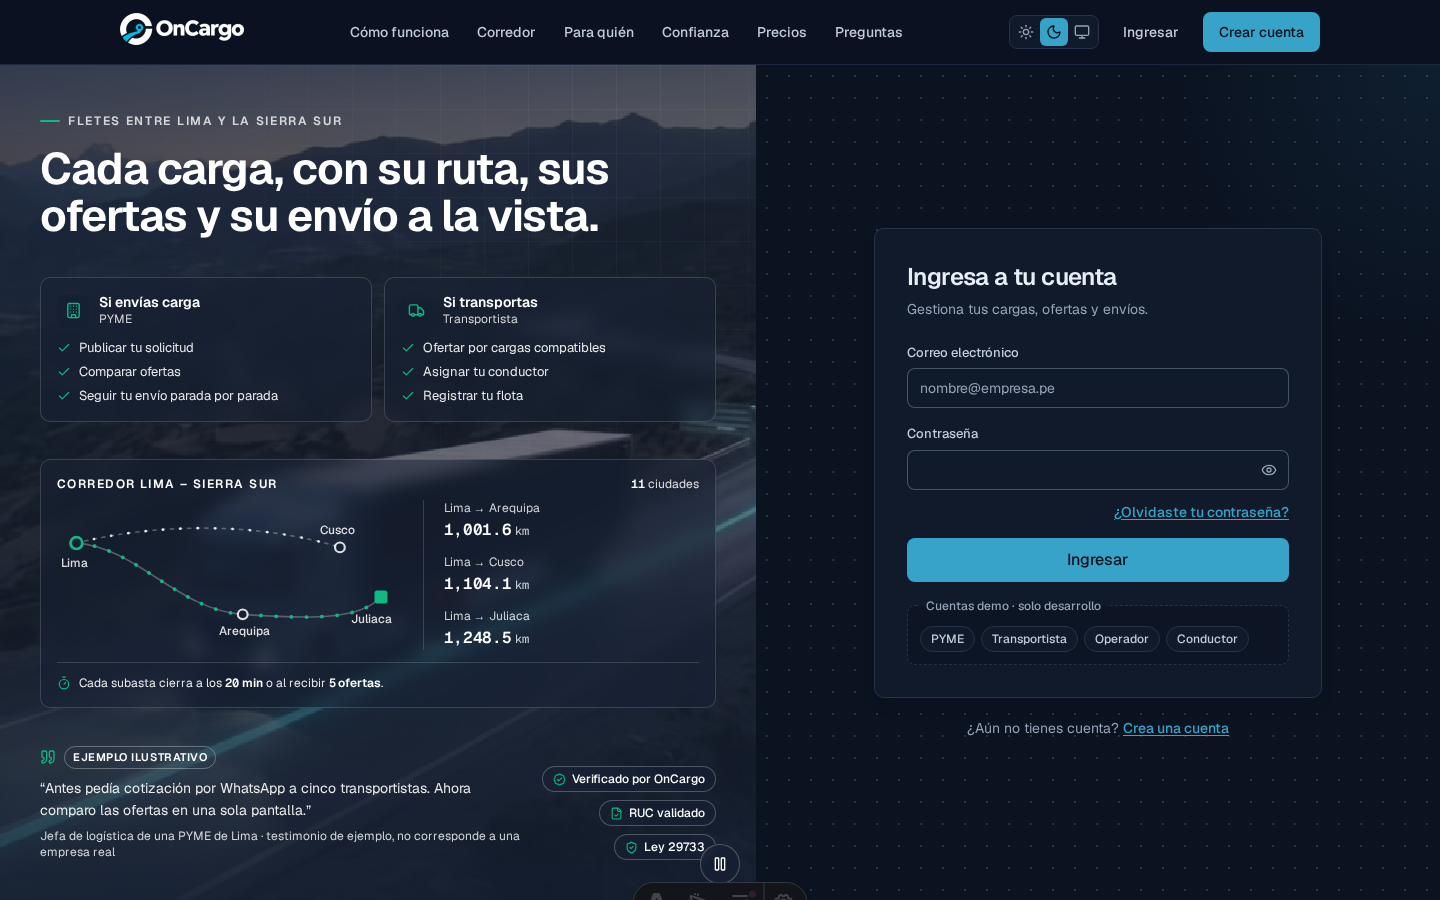 OnCargo
Cómo funciona
Corredor
Para quién
Confianza
Precios
Preguntas
Ingresar
Crear cuenta
FLETES ENTRE LIMA Y LA SIERRA SUR
Cada carga, con su ruta, sus
ofertas y su envío a la vista.
Si envías carga
PYME
Publicar tu solicitud
Comparar ofertas
Seguir tu envío parada por parada
Si transportas
Transportista
Ofertar por cargas compatibles
Asignar tu conductor
Registrar tu flota
CORREDOR LIMA – SIERRA SUR
11 ciudades
Cusco
Lima
Arequipa
Juliaca
Lima → Arequipa
1,001.6 km
Lima → Cusco
1,104.1 km
Lima → Juliaca
1,248.5 km
Cada subasta cierra a los 20 min o al recibir 5 ofertas.
EJEMPLO ILUSTRATIVO
“Antes pedía cotización por WhatsApp a cinco transportistas. Ahora
comparo las ofertas en una sola pantalla.”
Jefa de logística de una PYME de Lima · testimonio de ejemplo, no corresponde a una
empresa real
Verificado por OnCargo
RUC validado
Ley 29733
Ingresa a tu cuenta
Gestiona tus cargas, ofertas y envíos.
Correo electrónico
nombre@empresa.pe
Contraseña
¿Olvidaste tu contraseña?
Ingresar
Cuentas demo · solo desarrollo
PYME
Transportista
Operador
Conductor
¿Aún no tienes cuenta? Crea una cuenta